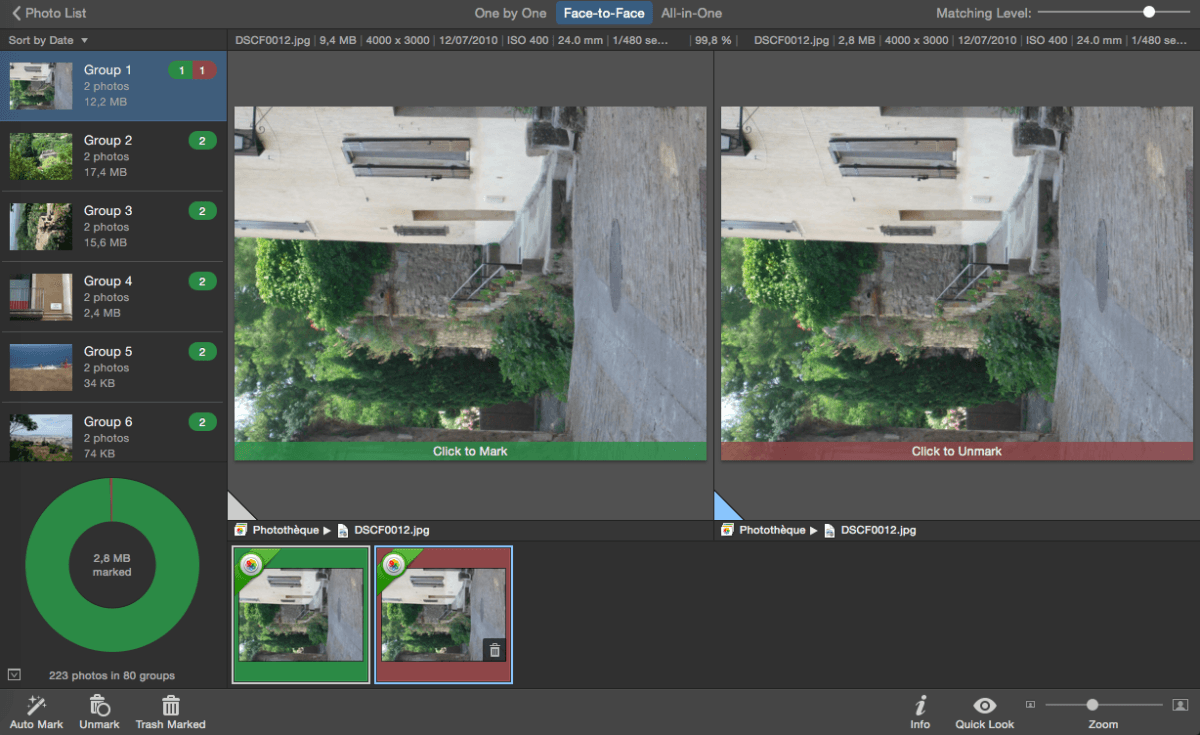 Photo List
One by One
Face-to-Face
All-in-One
Matching Level:
Sort by Date
DSCF0012.jpg | 9,4 MB | 4000 x 3000 | 12/07/2010 | ISO 400 | 24.0 mm | 1/480 se...
99,8 %
DSCF0012.jpg | 2,8 MB | 4000 x 3000 | 12/07/2010 | ISO 400 | 24.0 mm | 1/480 se...
Group 1
1 1
2 photos
12,2 MB
Group 2
2
2 photos
17,4 MB
Group 3
2
2 photos
15,6 MB
Group 4
2
2 photos
2,4 MB
Group 5
2
2 photos
34 KB
Group 6
2
2 photos
74 KB
Click to Mark
Click to Unmark
Photothèque
DSCF0012.jpg
Photothèque
DSCF0012.jpg
2,8 MB
marked
223 photos in 80 groups
Auto Mark
Unmark
Trash Marked
Info
Quick Look
Zoom